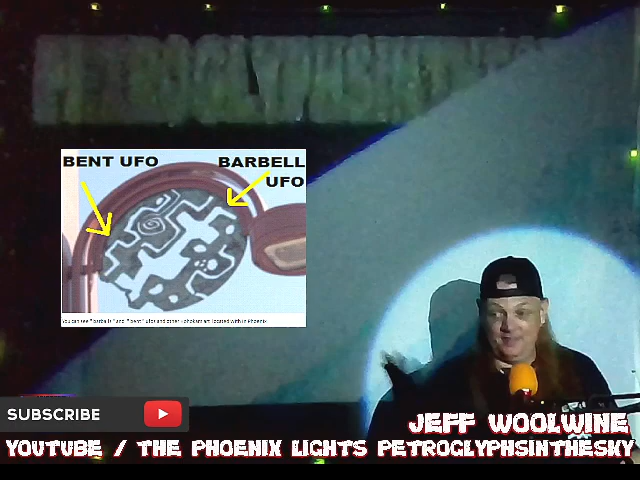 PETROGLYPHSINTHESKY
BENT UFO
BARBELL
UFO
SUBSCRIBE
JEFF WOOLWINE
YOUTUBE / THE PHOENIX LIGHTS PETROGLYPHSINTHESKY